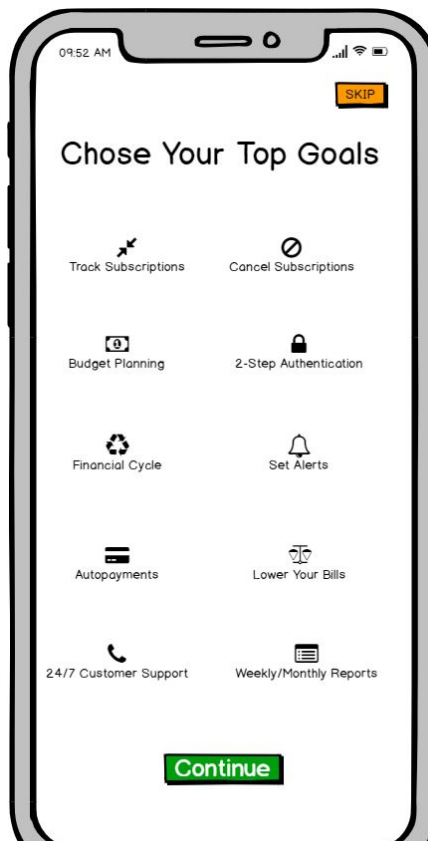 09:52 AM
SKIP
Chose Your Top Goals
Track Subscriptions
Cancel Subscriptions
Budget Planning
2-Step Authentication
Financial Cycle
Set Alerts
Autopayments
Lower Your Bills
24/7 Customer Support
Weekly/Monthly Reports
Continue